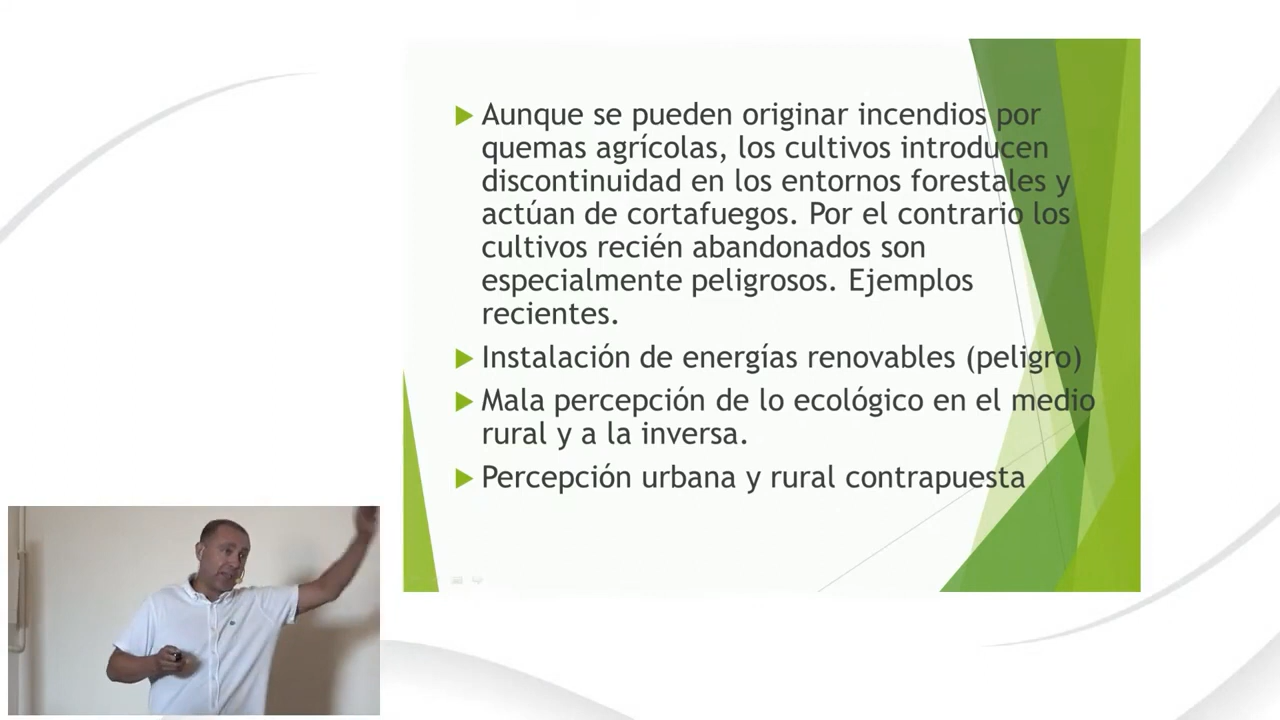 Aunque se pueden originar incendios por
quemas agrícolas, los cultivos introducen
discontinuidad en los entornos forestales y
actúan de cortafuegos. Por el contrario los
cultivos recién abandonados son
especialmente peligrosos. Ejemplos
recientes.
Instalación de energías renovables (peligro)
Mala percepción de lo ecológico en el medio
rural y a la inversa.
Percepción urbana y rural contrapuesta